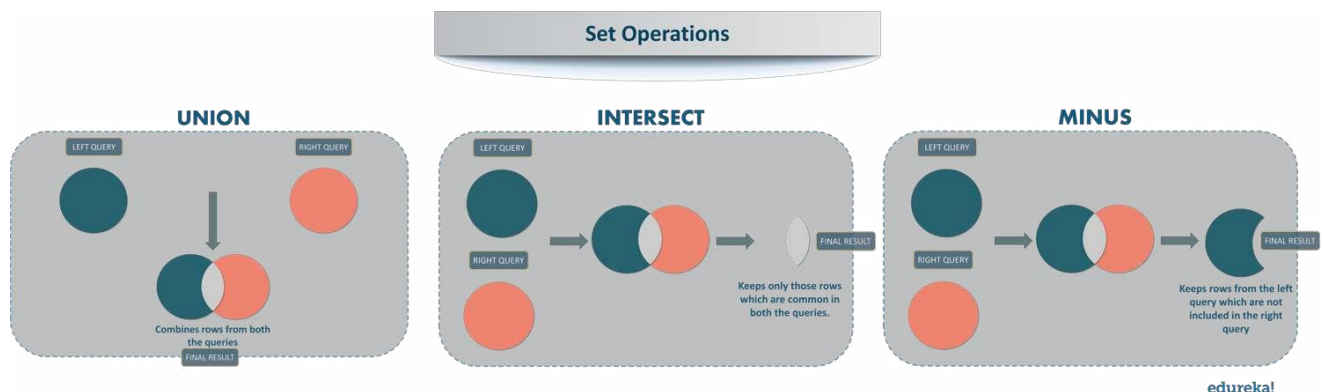 Set Operations
UNION
LEFT QUERY
RIGHT QUERY
Combines rows from both
the queries
FINAL RESULT
INTERSECT
LEFT QUERY
RIGHT QUERY
FINAL RESULT
Keeps only those rows
which are common in
both the queries.
MINUS
LEFT QUERY
RIGHT QUERY
FINAL RESULT
Keeps rows from the left
query which are not
included in the right
query
edureka!